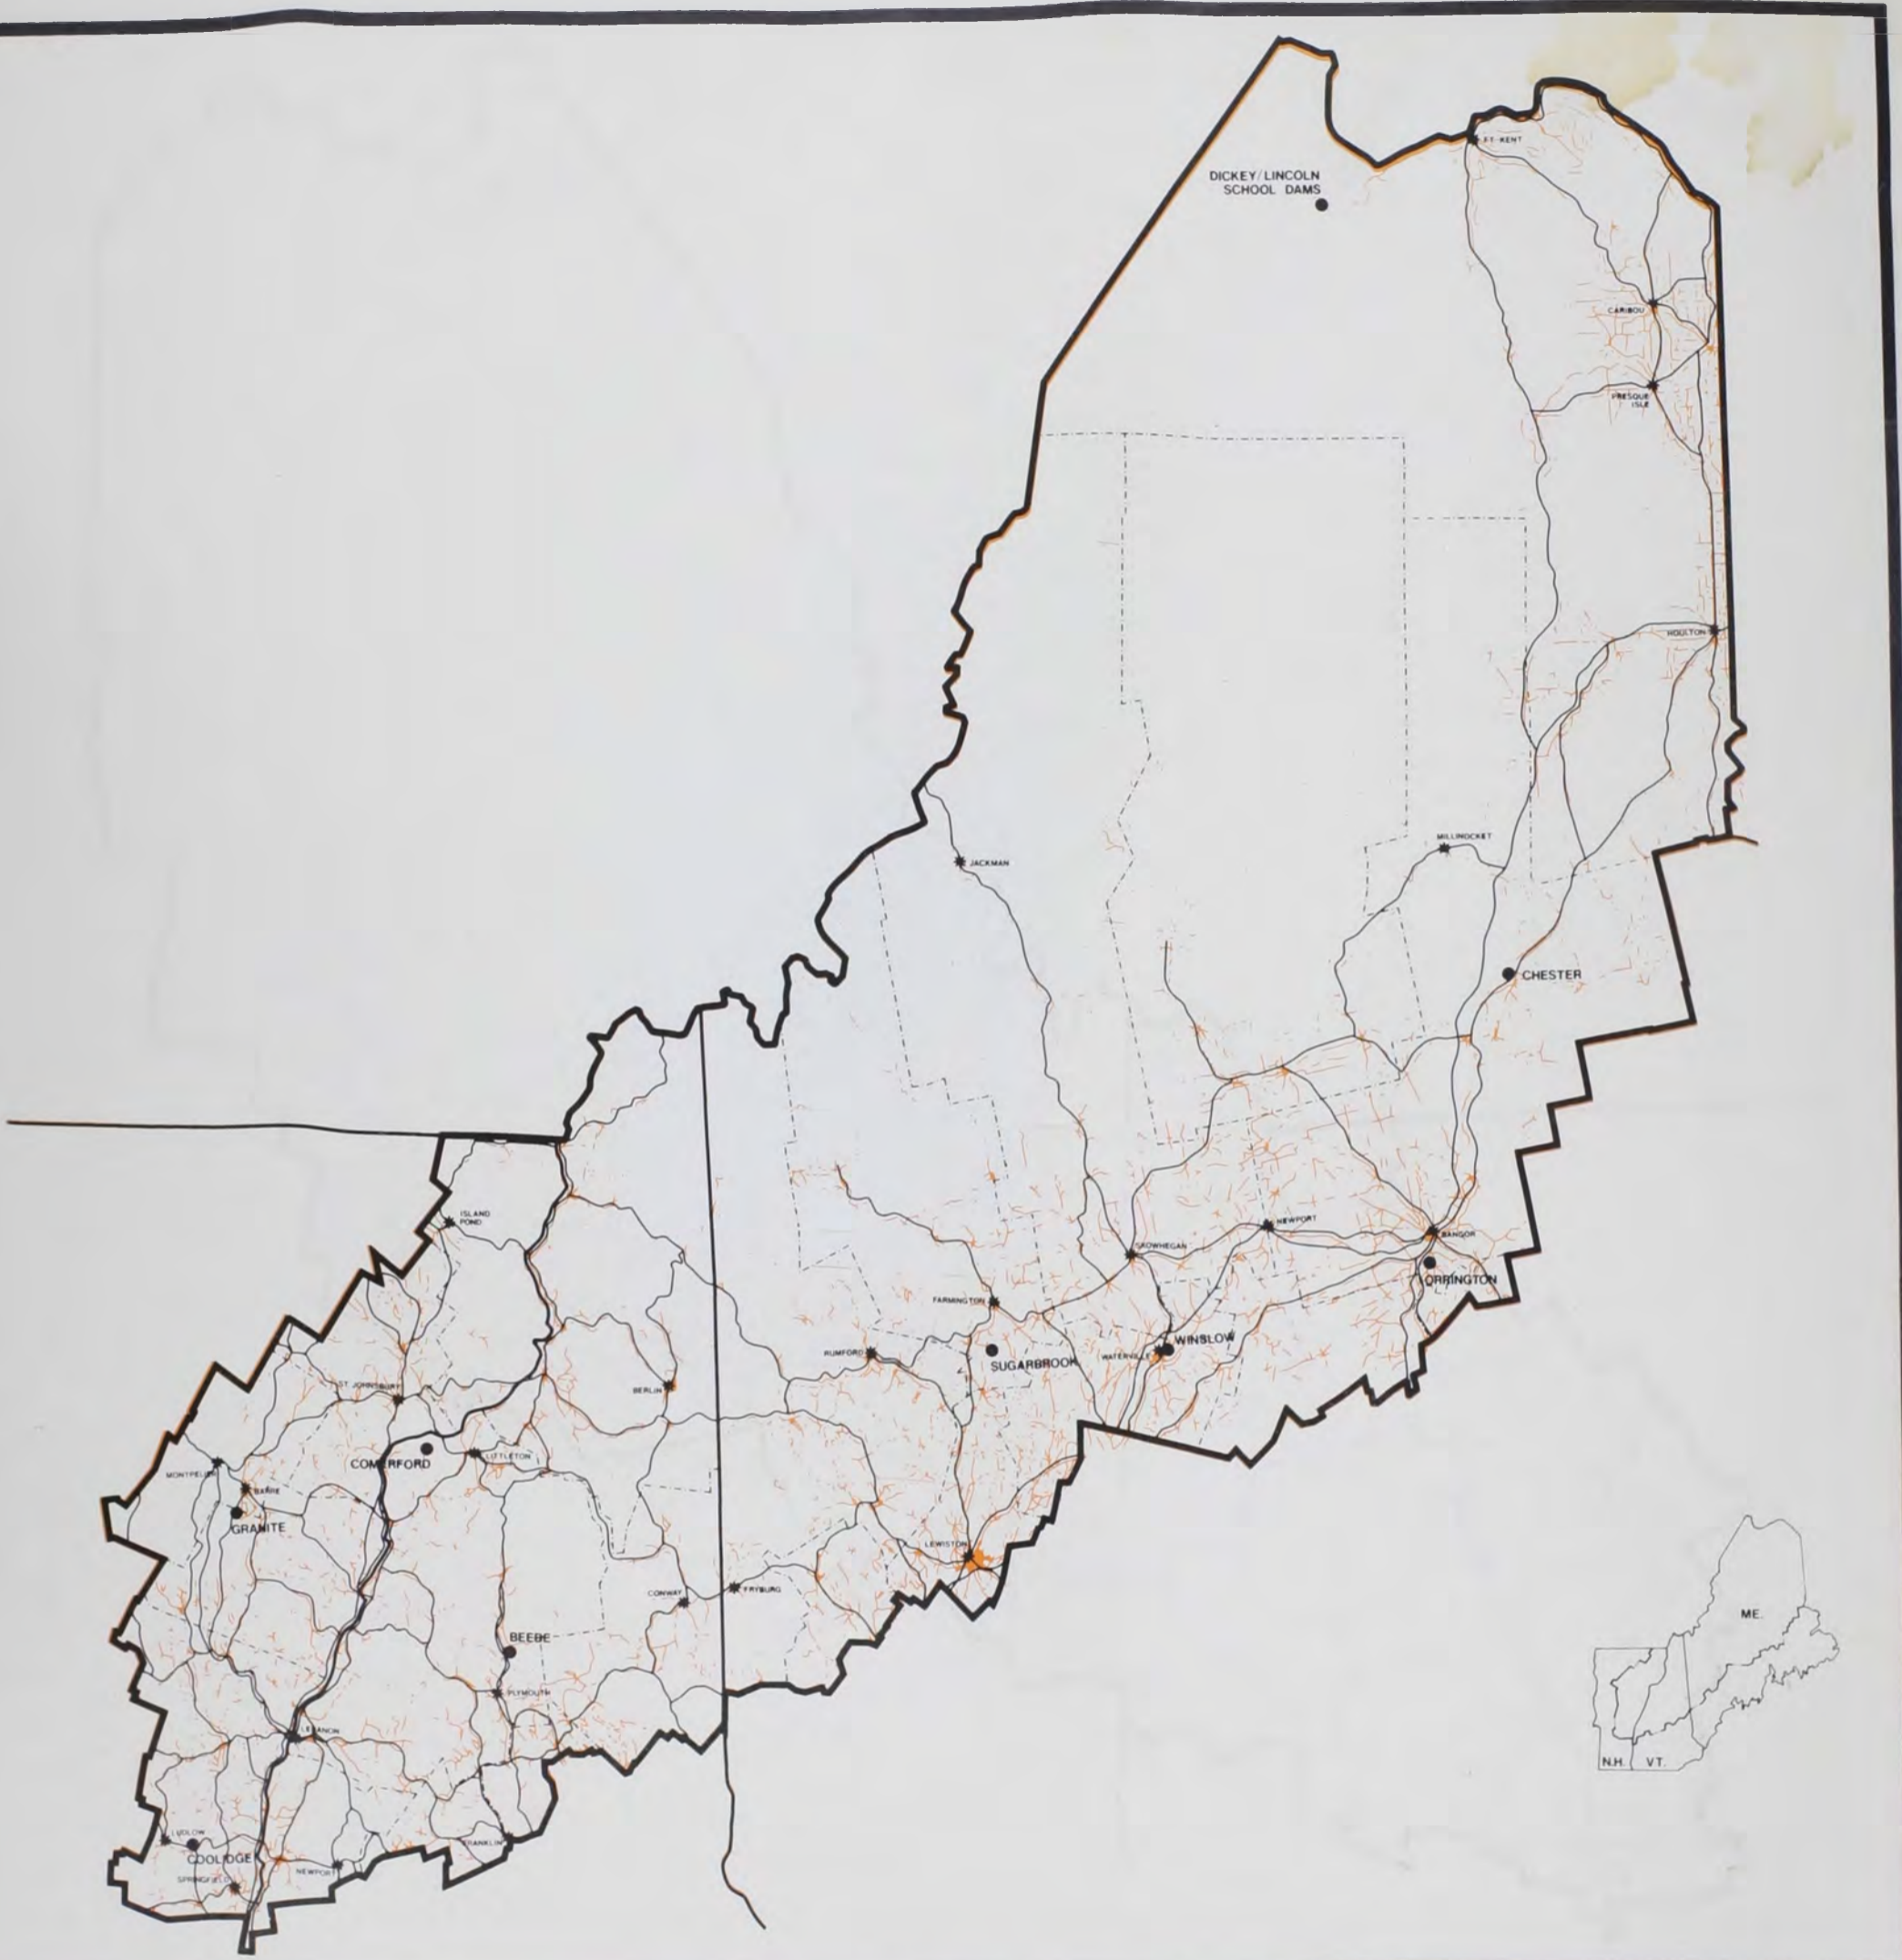 FT. KENT
DICKEY/LINCOLN
SCHOOL DAMS
CARIBOU
PRESQUE
ISLE
HOULTON
MILLINOCKET
JACKMAN
CHESTER
ISLAND
POND
NEWPORT
BANGOR
SKOWHEGAN
ORRINGTON
FARMINGTON
WINSLOW
RUMFORD
WATERVILLE
SUGARBROOK
ST. JOHNSBURY
BERLIN
LITTLETON
COMERFORD
MONTPELIER
BARRE
GRANITE
LEWISTON
CONWAY
FRYBURG
ME.
BEEBE
PLYMOUTH
LEBANON
N.H.
VT.
LUDLOW
FRANKLIN
COOLIDGE
NEWPORT
SPRINGFIELD